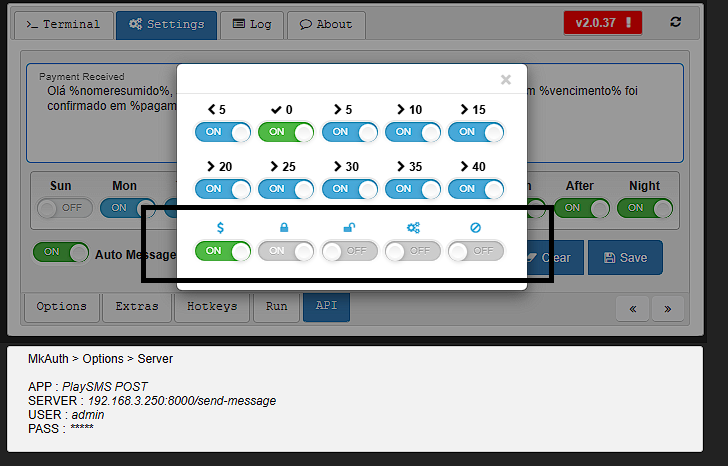 >_ Terminal
Settings
Log
About
v2.0.37 !
Payment Received
Olá %nomeresumido%,
m %vencimento% foi
confirmado em %pagam
×
< 5
✓ 0
> 5
> 10
> 15
ON
ON
ON
ON
ON
> 20
> 25
> 30
> 35
> 40
ON
ON
ON
ON
ON
Sun
Mon
After
Night
OFF
ON
ON
ON
$
ON
ON
OFF
OFF
OFF
ON
Auto Message
Clear
Save
Options
Extras
Hotkeys
Run
API
«
»
MkAuth > Options > Server
APP : PlaySMS POST
SERVER : 192.168.3.250:8000/send-message
USER : admin
PASS : *****